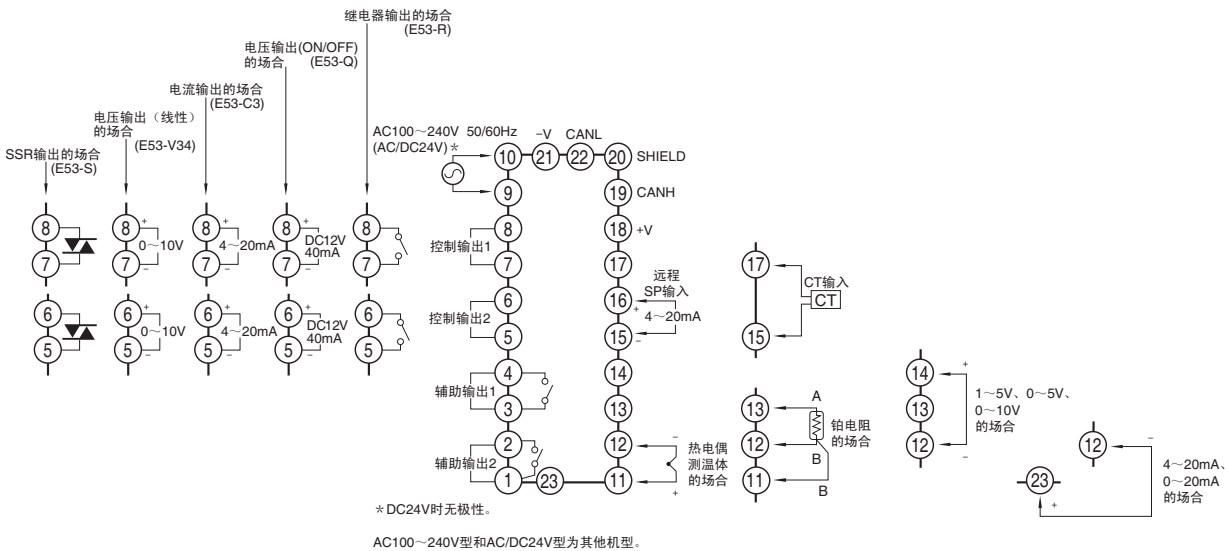 继电器输出的场合
(E53-R)
电压输出(ON/OFF)
的场合 (E53-Q)
电流输出的场合
(E53-C3)
电压输出（线性）
的场合
(E53-V34)
SSR输出的场合
(E53-S)
AC100～240V 50/60Hz
(AC/DC24V)＊
-V CANL
10 21 22 20 SHIELD
9 19 CANH
8 8 8 8 8 8 18 +V
+ + +
0～10V 4～20mA DC12V
40mA
控制输出1
7 7 7 7 7 7 17
- - -
远程
SP输入
6 6 6 6 6 6 16
+ + + +
0～10V 4～20mA DC12V
40mA
控制输出2
4～20mA
5 5 5 5 5 5 15
- - - -
17
CT输入
CT
15
4 14
辅助输出1
3 13
2 12
-
辅助输出2
热电偶
测温体
的场合
1 23 11
+
13 A
铂电阻
的场合
12 B
11 B
14 +
1～5V、0～5V、
0～10V
的场合
13
12 -
12 -
4～20mA、
0～20mA
的场合
23 +
＊DC24V时无极性。
AC100～240V型和AC/DC24V型为其他机型。